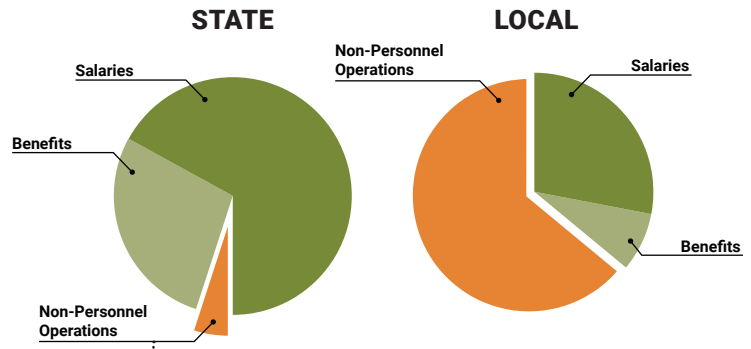 STATE
Salaries
Benefits
Non-Personnel
Operations
LOCAL
Non-Personnel
Operations
Salaries
Benefits